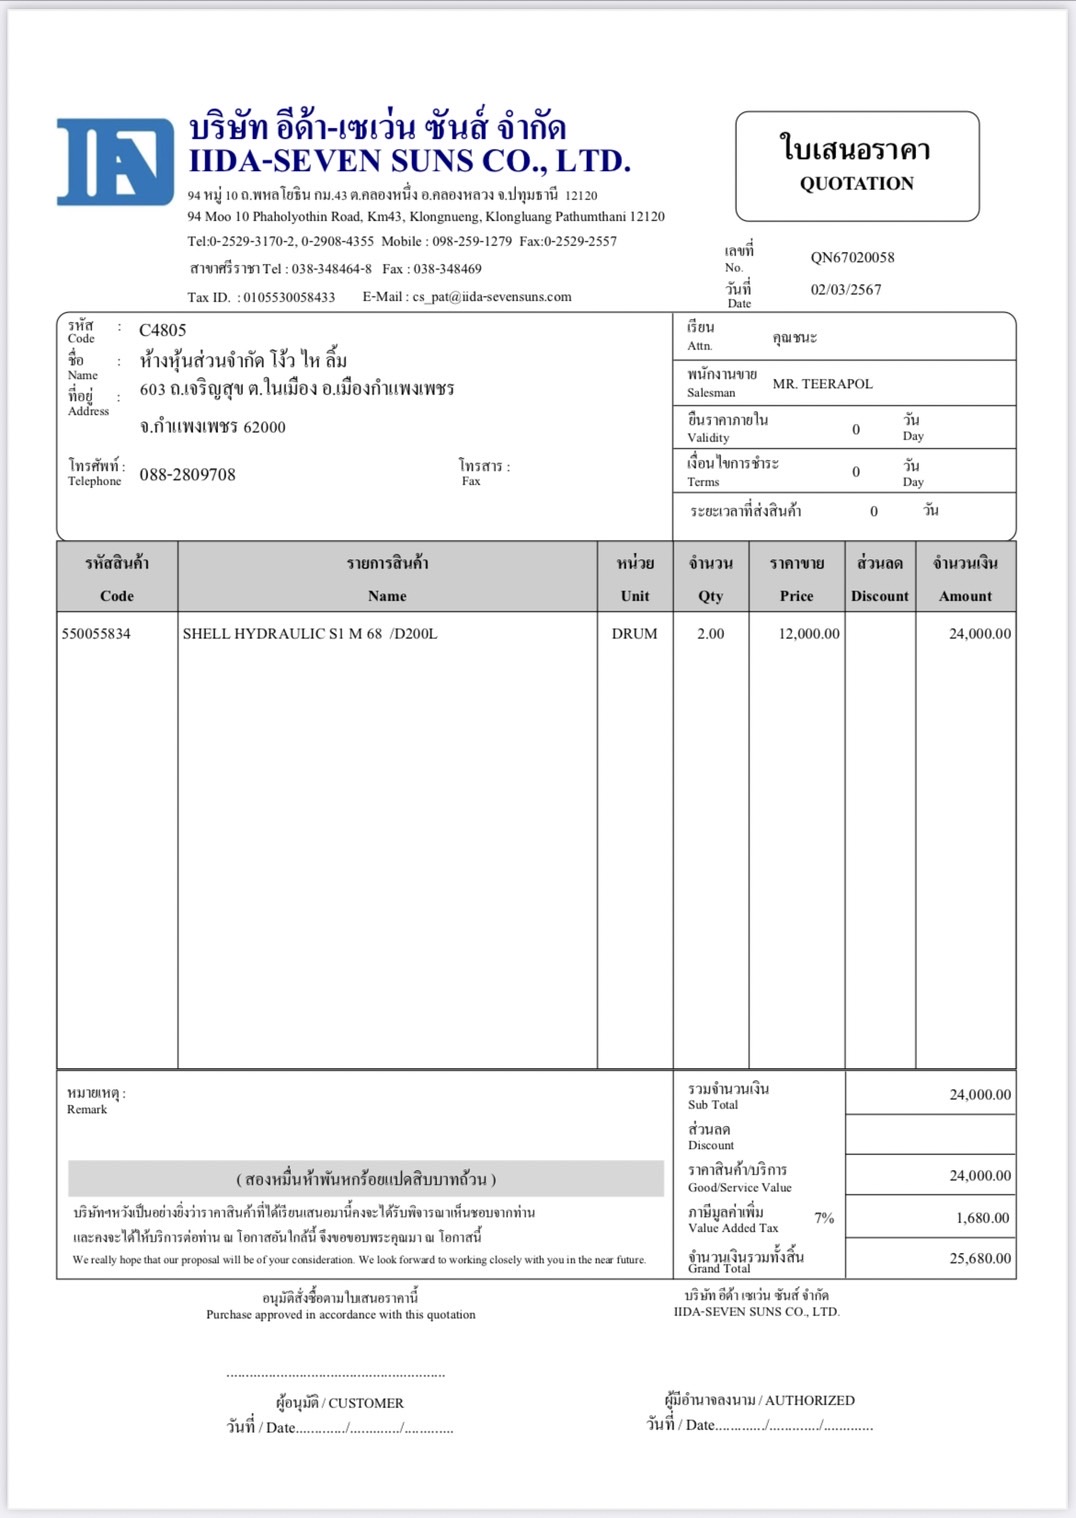 บริษัท อีด้า-เซเว่น ซันส์ จำกัด
IIDA-SEVEN SUNS CO., LTD.
94 หมู่ 10 ถ.พหลโยธิน กม.43 ต.คลองหนึ่ง อ.คลองหลวง จ.ปทุมธานี 12120
94 Moo 10 Phaholyothin Road, Km43, Klongnueng, Klongluang Pathumthani 12120
Tel:0-2529-3170-2, 0-2908-4355 Mobile : 098-259-1279 Fax:0-2529-2557
สาขาศรีราชา Tel : 038-348464-8 Fax : 038-348469
Tax ID. : 0105530058433 E-Mail : cs_pat@iida-sevensuns.com
ใบเสนอราคา
QUOTATION
เลขที่ QN67020058
No.
วันที่ 02/03/2567
Date
รหัส : C4805
Code
ชื่อ : ห้างหุ้นส่วนจำกัด โง้ว ไห ลิ้ม
Name
ที่อยู่ : 603 ถ.เจริญสุข ต.ในเมือง อ.เมืองกำแพงเพชร
Address
จ.กำแพงเพชร 62000
โทรศัพท์ : 088-2809708 โทรสาร :
Telephone Fax
เรียน คุณชนะ
Attn.
พนักงานขาย MR. TEERAPOL
Salesman
ยืนราคาภายใน 0 วัน
Validity Day
เงื่อนไขการชำระ 0 วัน
Terms Day
ระยะเวลาที่ส่งสินค้า 0 วัน
รหัสสินค้า รายการสินค้า หน่วย จำนวน ราคาขาย ส่วนลด จำนวนเงิน
Code Name Unit Qty Price Discount Amount
550055834 SHELL HYDRAULIC S1 M 68 /D200L DRUM 2.00 12,000.00 24,000.00
หมายเหตุ :
Remark
( สองหมื่นห้าพันหกร้อยแปดสิบบาทถ้วน )
บริษัทฯหวังเป็นอย่างยิ่งว่าราคาสินค้าที่ได้เรียนเสนอมานี้คงจะได้รับพิจารณาเห็นชอบจากท่าน
และคงจะได้ให้บริการต่อท่าน ณ โอกาสอันใกล้นี้ จึงขอขอบพระคุณมา ณ โอกาสนี้
We really hope that our proposal will be of your consideration. We look forward to working closely with you in the near future.
รวมจำนวนเงิน 24,000.00
Sub Total
ส่วนลด
Discount
ราคาสินค้า/บริการ 24,000.00
Good/Service Value
ภาษีมูลค่าเพิ่ม 7% 1,680.00
Value Added Tax
จำนวนเงินรวมทั้งสิ้น 25,680.00
Grand Total
อนุมัติสั่งซื้อตามใบเสนอราคานี้
Purchase approved in accordance with this quotation
บริษัท อีด้า เซเว่น ซันส์ จำกัด
IIDA-SEVEN SUNS CO., LTD.
............................................................
ผู้อนุมัติ / CUSTOMER
วันที่ / Date............./............./.............
ผู้มีอำนาจลงนาม / AUTHORIZED
วันที่ / Date............./............./.............